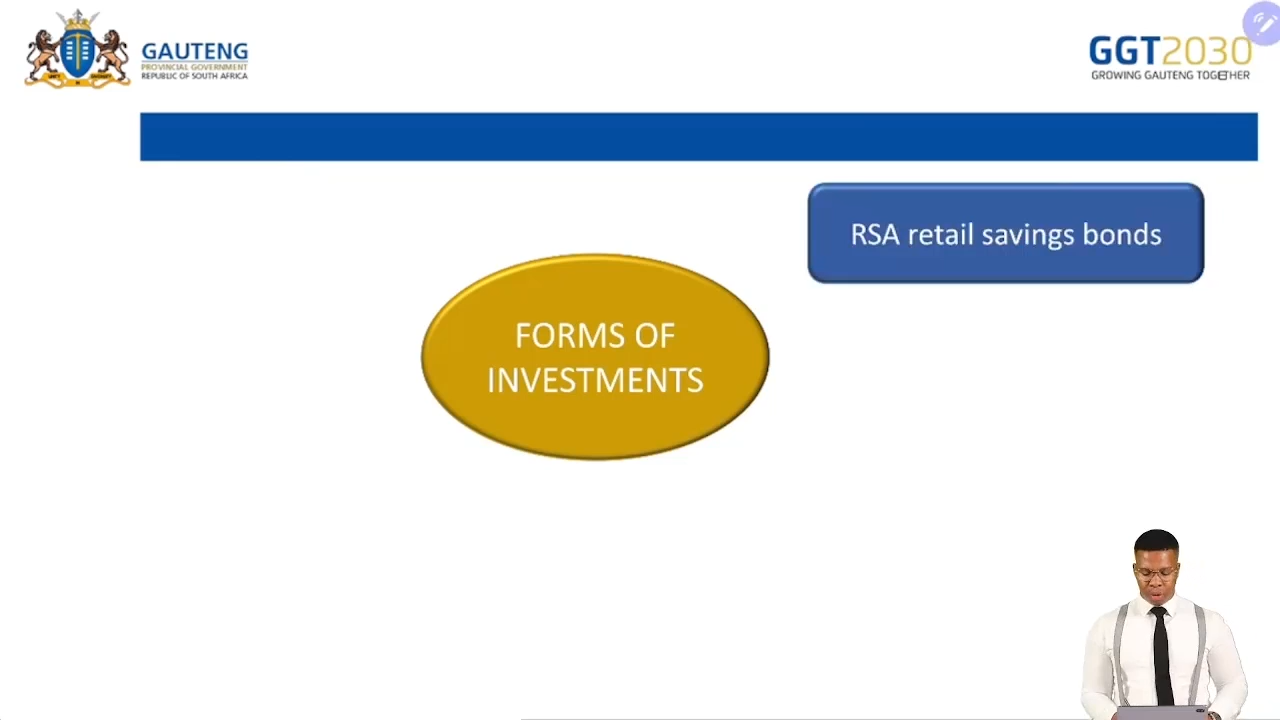 GAUTENG
PROVINCIAL GOVERNMENT
REPUBLIC OF SOUTH AFRICA
GGT2030
GROWING GAUTENG TOGETHER
RSA retail savings bonds
FORMS OF
INVESTMENTS